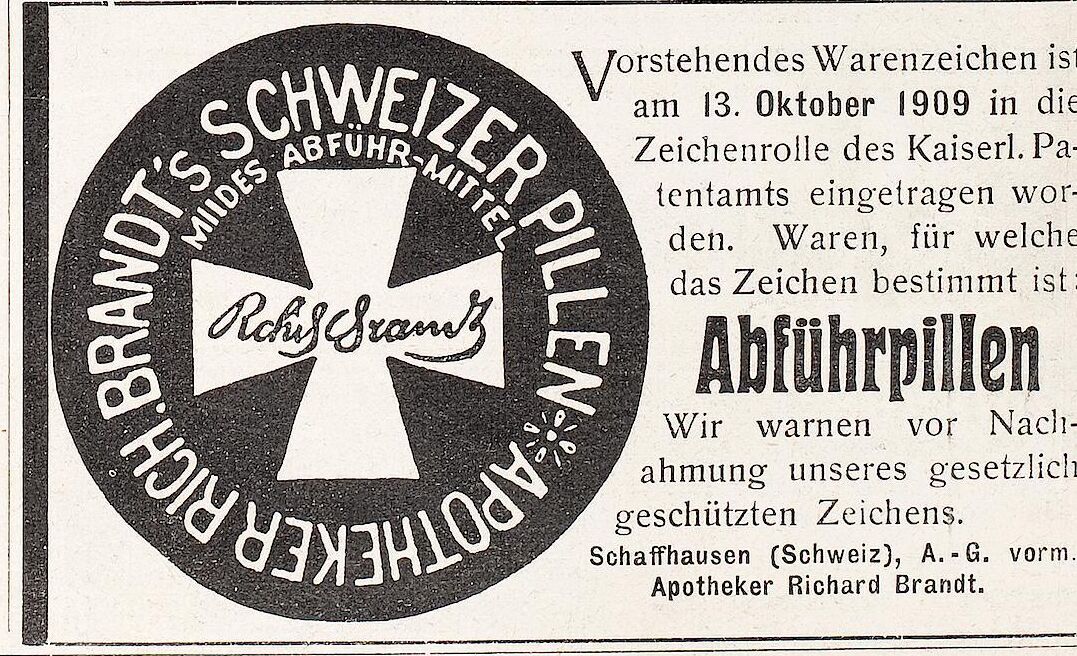 APOTHEKER RICH. BRANDT'S SCHWEIZER PILLEN
MILDES ABFÜHR-MITTEL
Rchd Brandt
Vorstehendes Warenzeichen ist
am 13. Oktober 1909 in die
Zeichenrolle des Kaiserl. Pa-
tentamts eingetragen wor-
den. Waren, für welche
das Zeichen bestimmt ist:
Abführpillen
Wir warnen vor Nach-
ahmung unseres gesetzlich
geschützten Zeichens.
Schaffhausen (Schweiz), A.-G. vorm.
Apotheker Richard Brandt.